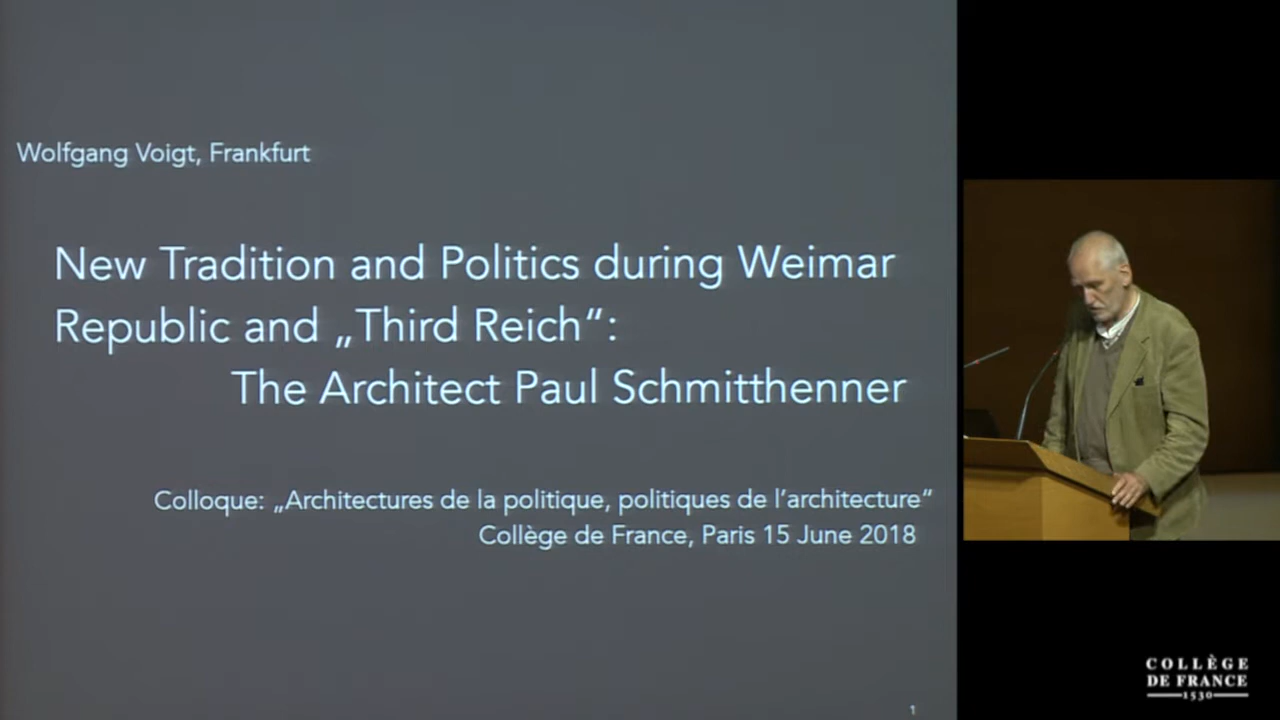 Wolfgang Voigt, Frankfurt
New Tradition and Politics during Weimar
Republic and „Third Reich“:
The Architect Paul Schmitthenner
Colloque: „Architectures de la politique, politiques de l’architecture“
Collège de France, Paris 15 June 2018
1
COLLÈGE
DE FRANCE
1530